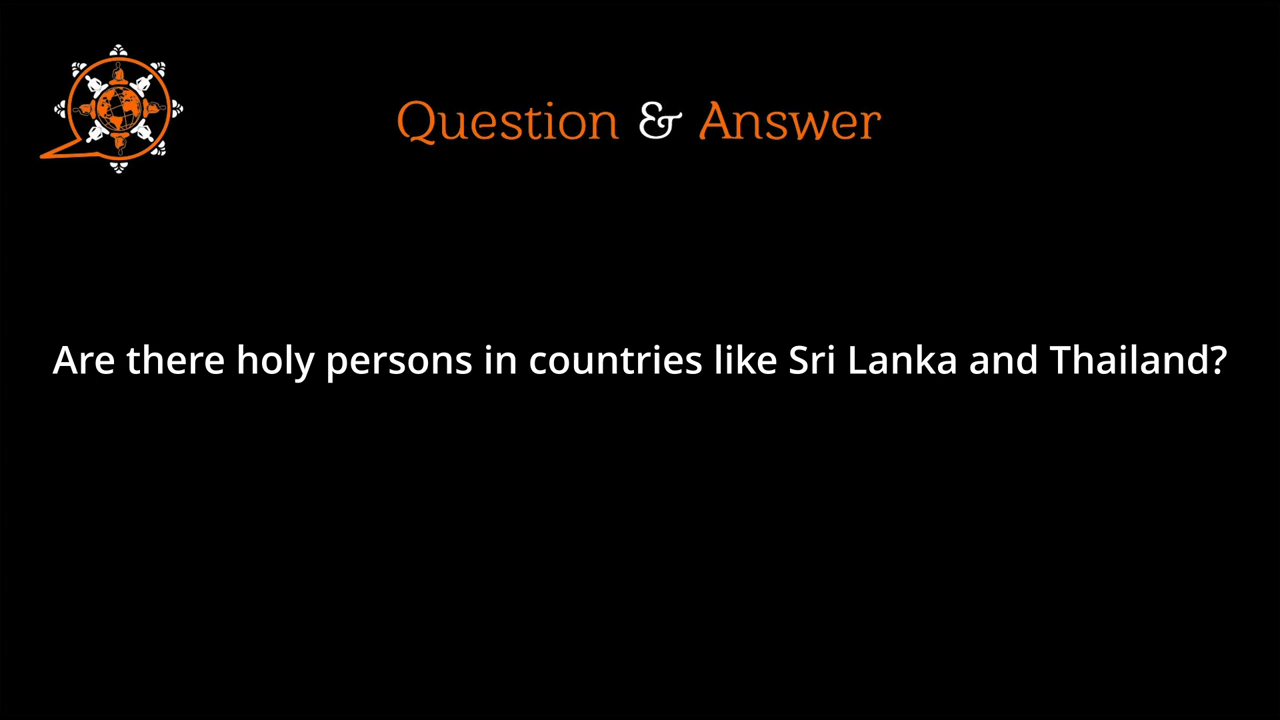 Question & Answer
Are there holy persons in countries like Sri Lanka and Thailand?